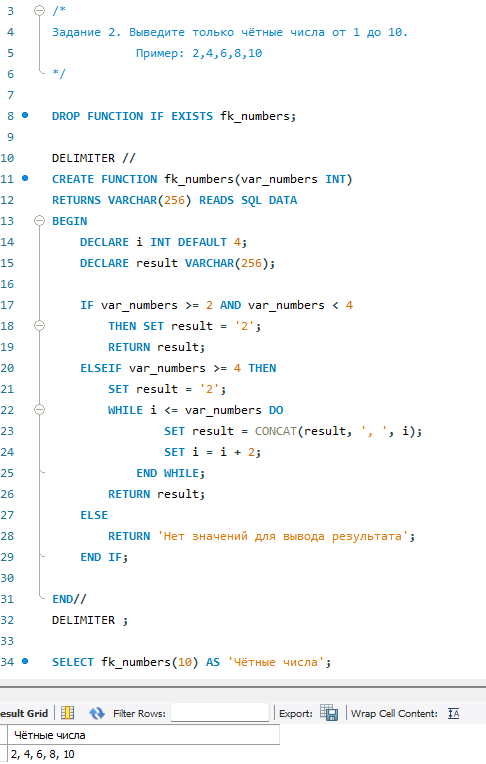 3 /*
4 Задание 2. Выведите только чётные числа от 1 до 10.
5 Пример: 2,4,6,8,10
6 */
7
8 DROP FUNCTION IF EXISTS fk_numbers;
9
10 DELIMITER //
11 CREATE FUNCTION fk_numbers(var_numbers INT)
12 RETURNS VARCHAR(256) READS SQL DATA
13 BEGIN
14 DECLARE i INT DEFAULT 4;
15 DECLARE result VARCHAR(256);
16
17 IF var_numbers >= 2 AND var_numbers < 4
18 THEN SET result = '2';
19 RETURN result;
20 ELSEIF var_numbers >= 4 THEN
21 SET result = '2';
22 WHILE i <= var_numbers DO
23 SET result = CONCAT(result, ', ', i);
24 SET i = i + 2;
25 END WHILE;
26 RETURN result;
27 ELSE
28 RETURN 'Нет значений для вывода результата';
29 END IF;
30
31 END//
32 DELIMITER ;
33
34 SELECT fk_numbers(10) AS 'Чётные числа';
esult Grid Filter Rows: Export: Wrap Cell Content:
Чётные числа
2, 4, 6, 8, 10